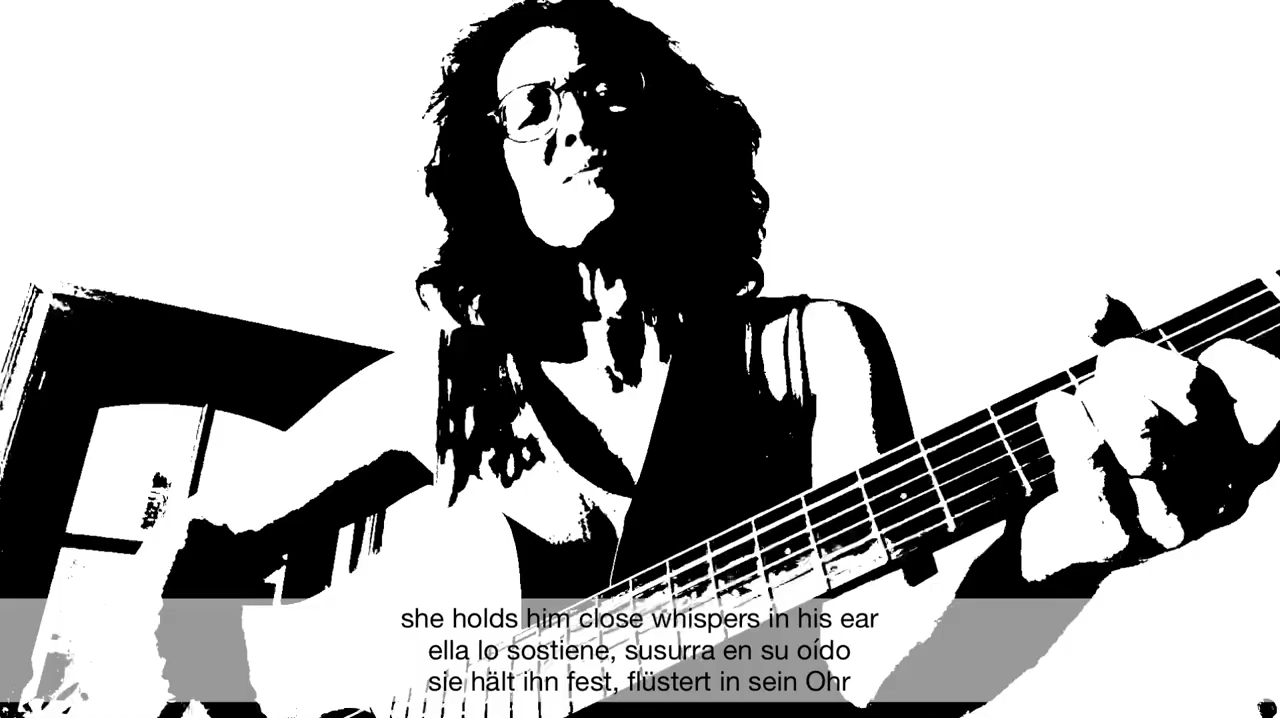 she holds him close whispers in his ear
ella lo sostiene, susurra en su oído
sie hält ihn fest, flüstert in sein Ohr